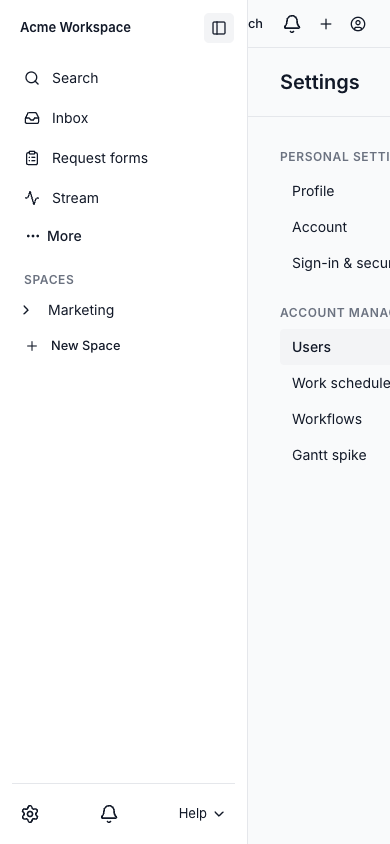 Acme Workspace
Search
Inbox
Request forms
Stream
More
SPACES
Marketing
New Space
Help
ch
Settings
PERSONAL SETTI
Profile
Account
Sign-in & secur
ACCOUNT MANAG
Users
Work schedule
Workflows
Gantt spike